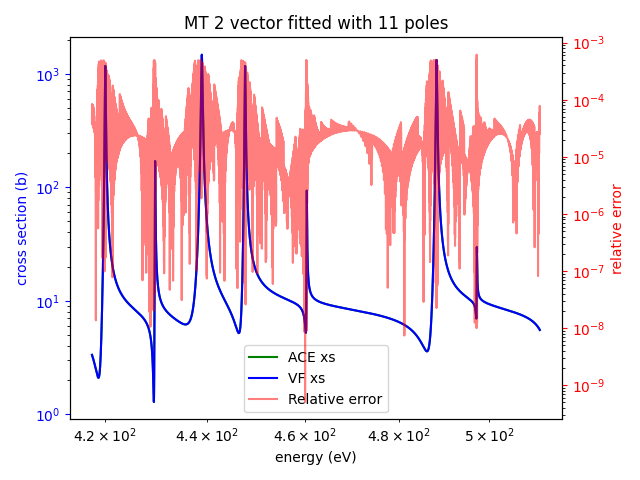 MT 2 vector fitted with 11 poles
cross section (b)
10³
10²
10¹
10⁰
10⁻³
10⁻⁴
10⁻⁵
10⁻⁶
10⁻⁷
10⁻⁸
10⁻⁹
relative error
ACE xs
VF xs
Relative error
4.2 × 10² 4.4 × 10² 4.6 × 10² 4.8 × 10² 5 × 10²
energy (eV)